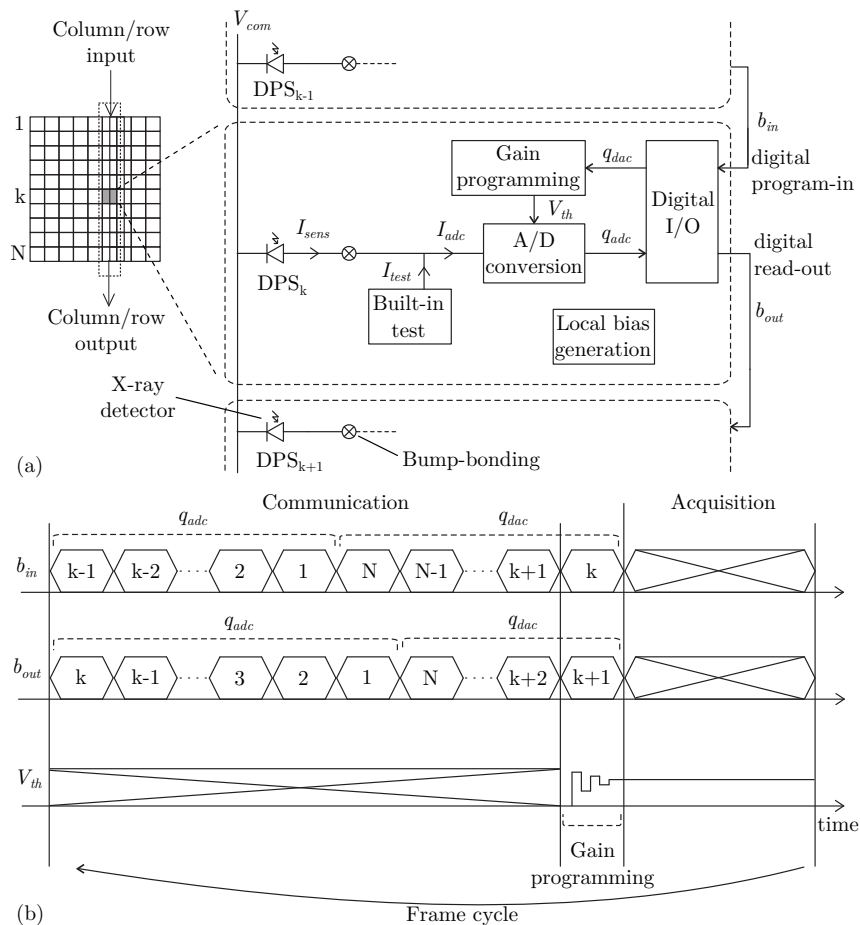 Column/row
input
V_com
DPS_k-1
1
k
N
b_in
digital
program-in
Gain
programming
q_dac
Digital
I/O
V_th
I_sens
I_adc
A/D
conversion
q_adc
digital
read-out
DPS_k
I_test
Built-in
test
Local bias
generation
b_out
Column/row
output
X-ray
detector
DPS_k+1
Bump-bonding
(a)
Communication
Acquisition
q_adc
q_dac
b_in
k-1
k-2
2
1
N
N-1
k+1
k
q_adc
q_dac
b_out
k
k-1
3
2
1
N
k+2
k+1
V_th
time
Gain
programming
Frame cycle
(b)